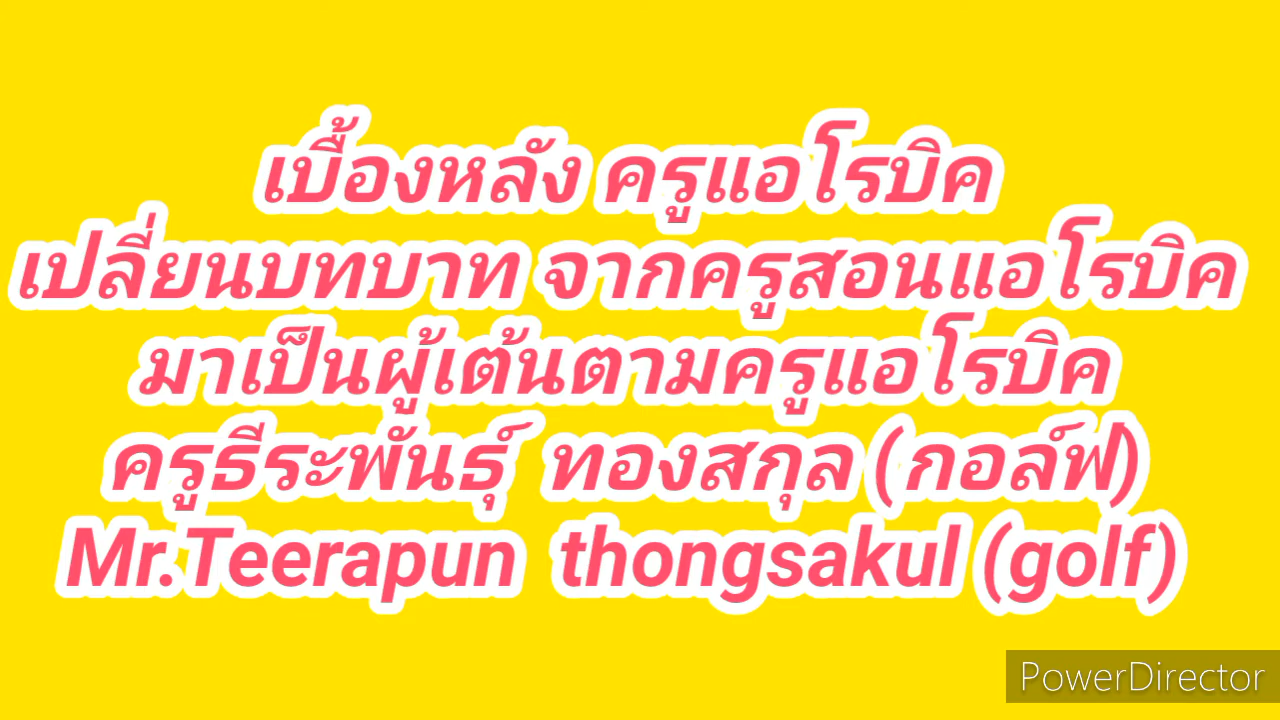 เบื้องหลัง ครูแอโรบิค
เปลี่ยนบทบาท จากครูสอนแอโรบิค
มาเป็นผู้เต้นตามครูแอโรบิค
ครูธีระพันธุ์ ทองสกุล (กอล์ฟ)
Mr.Teerapun thongsakul (golf)
PowerDirector